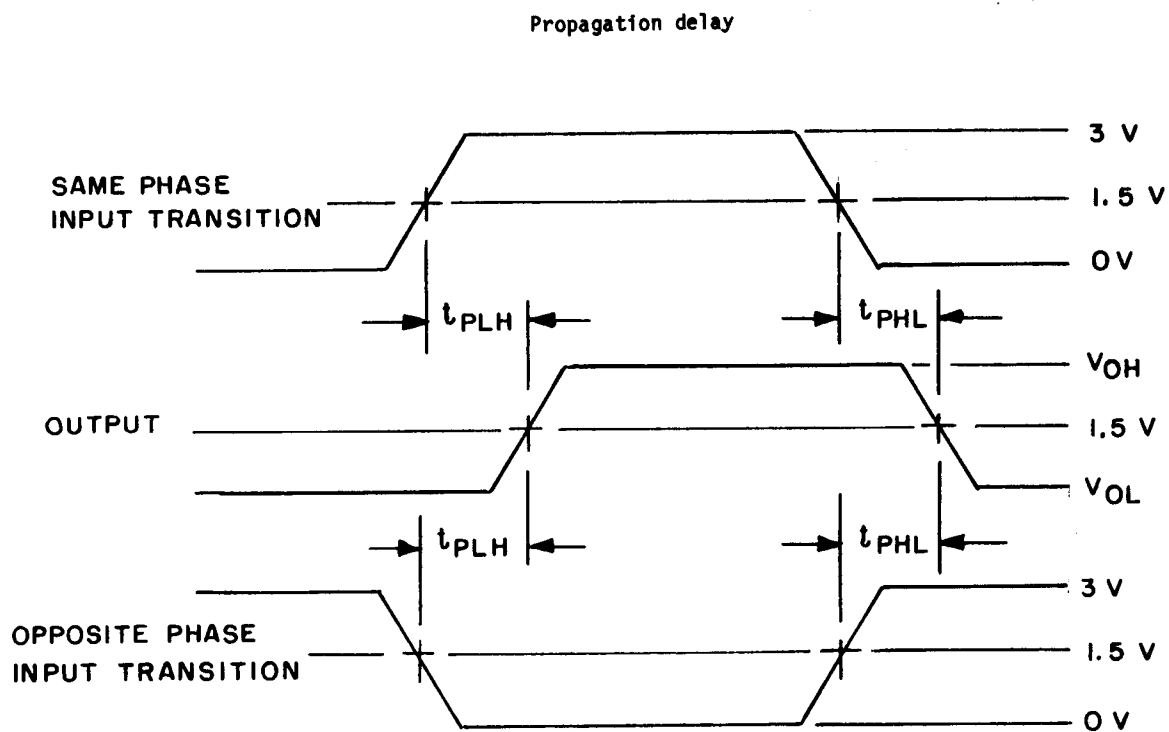 Propagation delay
3 V
SAME PHASE
INPUT TRANSITION
1.5 V
0 V
tPLH
tPHL
VOH
OUTPUT
1.5 V
VOL
tPLH
tPHL
3 V
OPPOSITE PHASE
INPUT TRANSITION
1.5 V
0 V